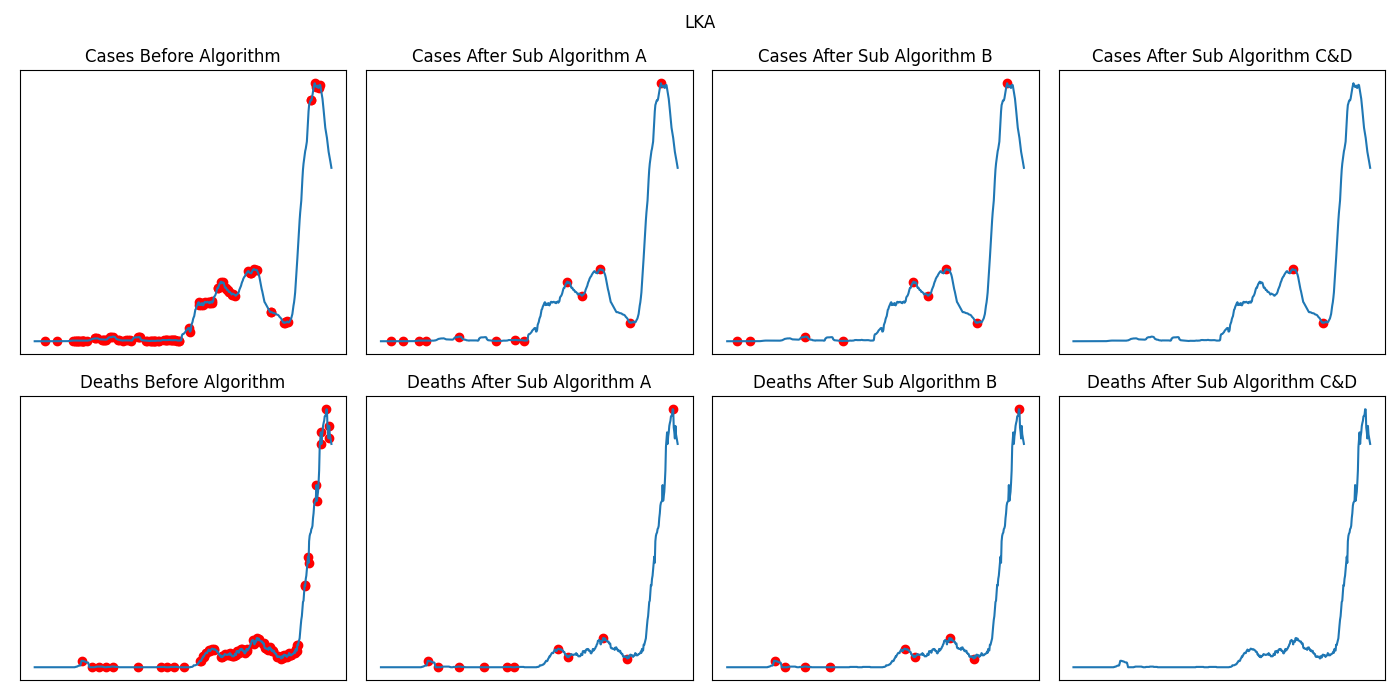 LKA
Cases Before Algorithm
Cases After Sub Algorithm A
Cases After Sub Algorithm B
Cases After Sub Algorithm C&D
Deaths Before Algorithm
Deaths After Sub Algorithm A
Deaths After Sub Algorithm B
Deaths After Sub Algorithm C&D